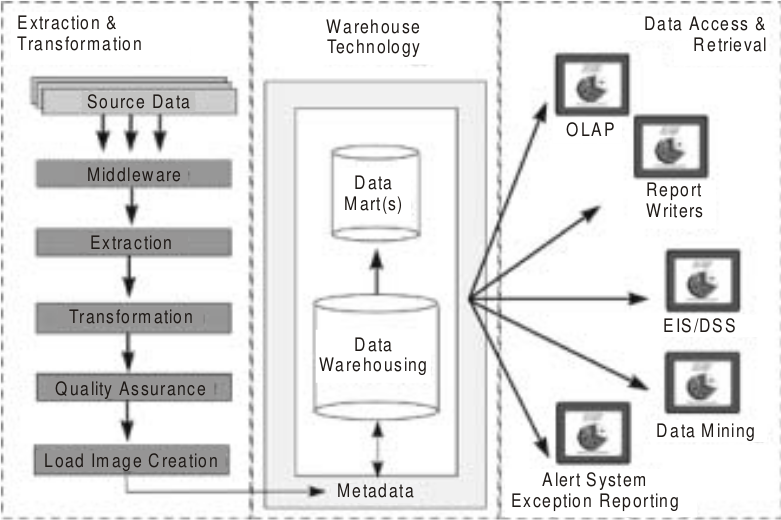 Extraction &
Transformation
Source Data
Middleware
Extraction
Transformation
Quality Assurance
Load Image Creation
Warehouse
Technology
Data
Mart(s)
Data
Warehousing
Metadata
Data Access &
Retrieval
OLAP
Report
Writers
EIS/DSS
Data Mining
Alert System
Exception Reporting